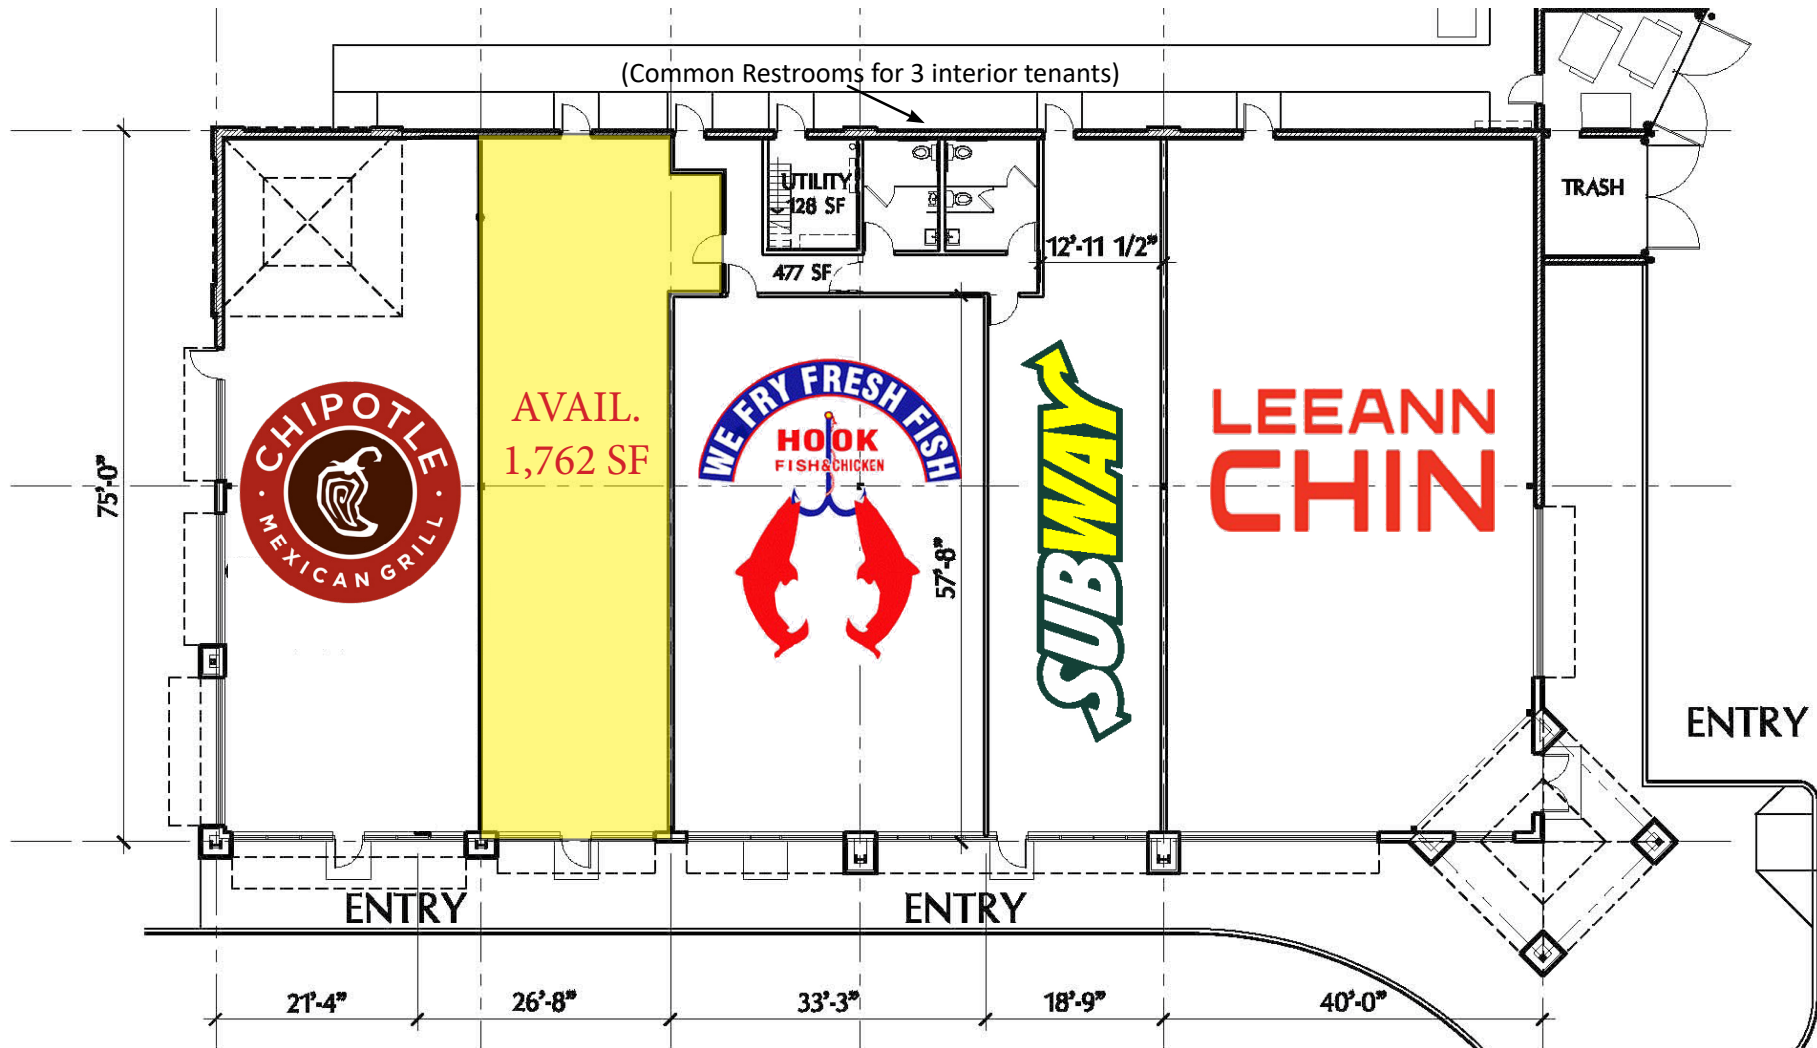 (Common Restrooms for 3 interior tenants)
UTILITY
128 SF
TRASH
12'-11 1/2"
477 SF
CHIPOTLE
MEXICAN GRILL
AVAIL.
1,762 SF
WE FRY FRESH FISH
HOOK
FISH & CHICKEN
SUBWAY
LEEANN
CHIN
75'-0"
57'-8"
ENTRY
ENTRY
ENTRY
21'-4"
26'-8"
33'-3"
18'-9"
40'-0"